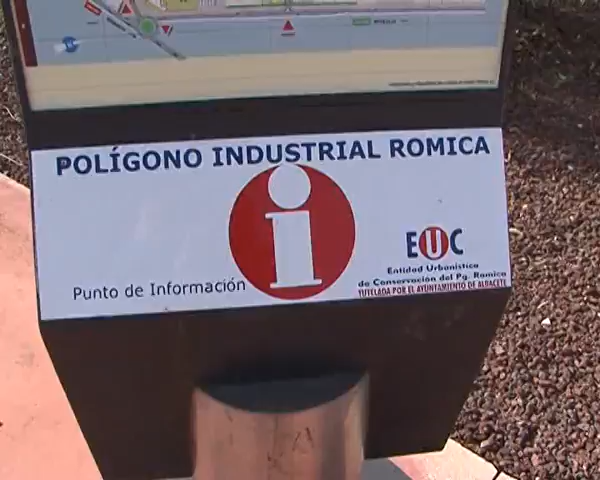 POLÍGONO INDUSTRIAL ROMICA
i
EUC
Entidad Urbanística
de Conservación del Pg. Romica
TUTELADA POR EL AYUNTAMIENTO DE ALBACETE
Punto de Información